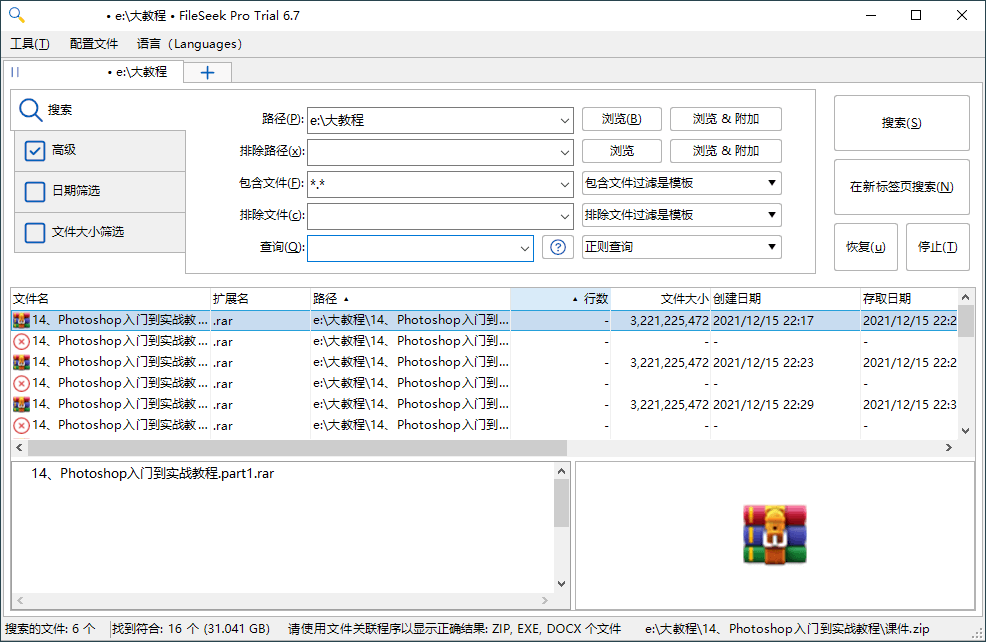 • e:\大教程 • FileSeek Pro Trial 6.7
工具(T) 配置文件 语言（Languages）
• e:\大教程
搜索
高级
日期筛选
文件大小筛选
路径(P): e:\大教程 浏览(B) 浏览 & 附加
排除路径(x): 浏览 浏览 & 附加
包含文件(F): *.* 包含文件过滤是模板
排除文件(c): 排除文件过滤是模板
查询(Q): ? 正则查询
搜索(S)
在新标签页搜索(N)
恢复(u) 停止(T)
文件名 扩展名 路径 行数 文件大小 创建日期 存取日期
14、Photoshop入门到实战教... .rar e:\大教程\14、Photoshop入门到... - 3,221,225,472 2021/12/15 22:17 2021/12/15 22:2
14、Photoshop入门到实战教... .rar e:\大教程\14、Photoshop入门到... - - - -
14、Photoshop入门到实战教... .rar e:\大教程\14、Photoshop入门到... - 3,221,225,472 2021/12/15 22:23 2021/12/15 22:2
14、Photoshop入门到实战教... .rar e:\大教程\14、Photoshop入门到... - - - -
14、Photoshop入门到实战教... .rar e:\大教程\14、Photoshop入门到... - 3,221,225,472 2021/12/15 22:29 2021/12/15 22:3
14、Photoshop入门到实战教... .rar e:\大教程\14、Photoshop入门到... - - - -
14、Photoshop入门到实战教程.part1.rar
搜索的文件: 6 个 找到符合: 16 个 (31.041 GB) 请使用文件关联程序以显示正确结果: ZIP, EXE, DOCX 个文件 e:\大教程\14、Photoshop入门到实战教程\课件.zip